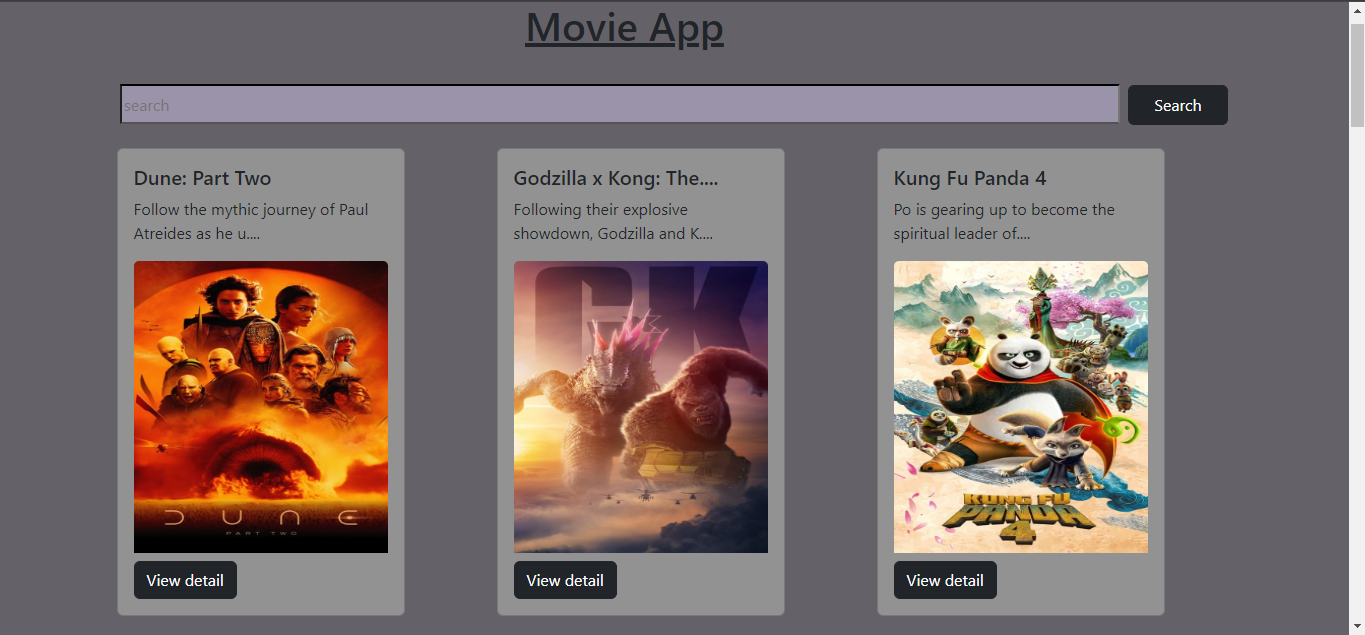 Movie App
search
Search
Dune: Part Two
Follow the mythic journey of Paul
Atreides as he u....
DUNE
PART TWO
View detail
Godzilla x Kong: The....
Following their explosive
showdown, Godzilla and K....
GK
View detail
Kung Fu Panda 4
Po is gearing up to become the
spiritual leader of....
KUNG FU
PANDA
4
View detail